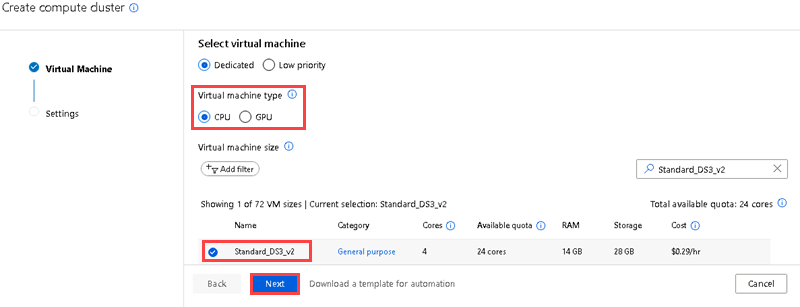 Create compute cluster
Select virtual machine
Virtual Machine
Dedicated Low priority
Virtual machine type
Settings
CPU GPU
Virtual machine size
Add filter
Standard_DS3_v2
Showing 1 of 72 VM sizes | Current selection: Standard_DS3_v2 Total available quota: 24 cores
Name Category Cores Available quota RAM Storage Cost
Standard_DS3_v2 General purpose 4 24 cores 14 GB 28 GB $0.29/hr
Back Next Download a template for automation Cancel